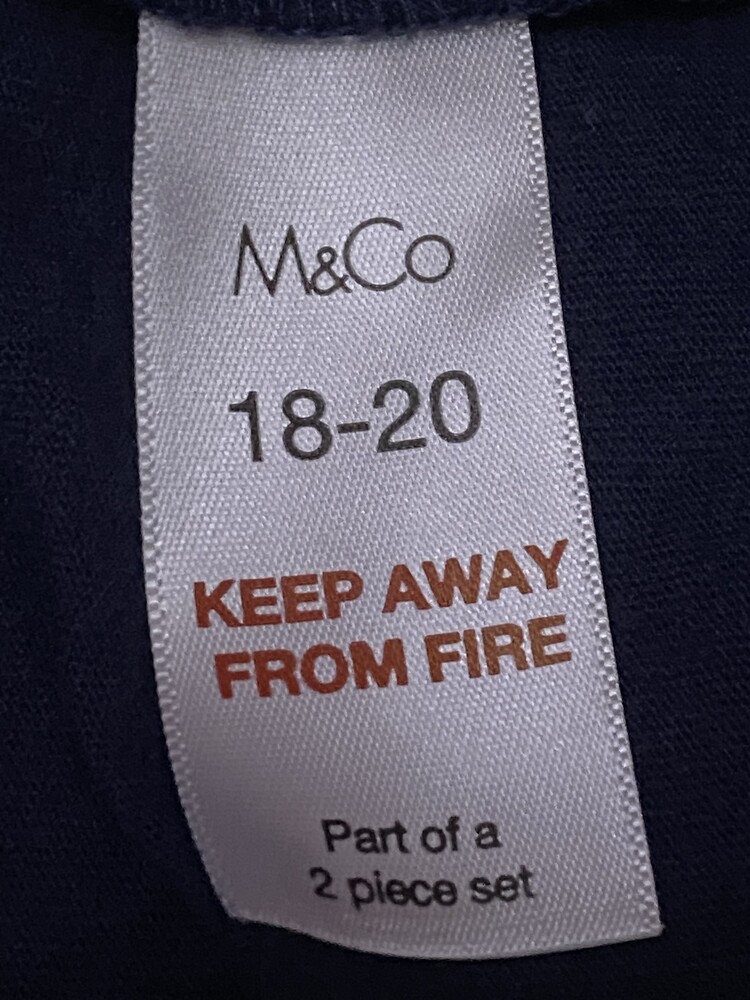 M&Co
18-20
KEEP AWAY
FROM FIRE
Part of a
2 piece set